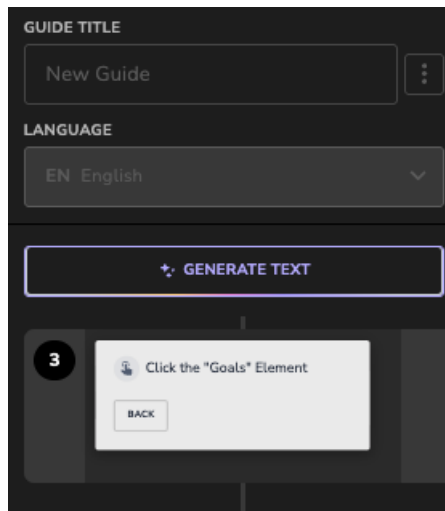 GUIDE TITLE
New Guide
LANGUAGE
EN English
GENERATE TEXT
3
Click the "Goals" Element
BACK